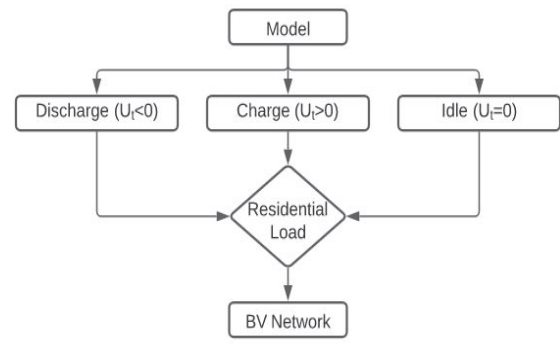 Model
Discharge (Uₜ<0)
Charge (Uₜ>0)
Idle (Uₜ=0)
Residential
Load
BV Network